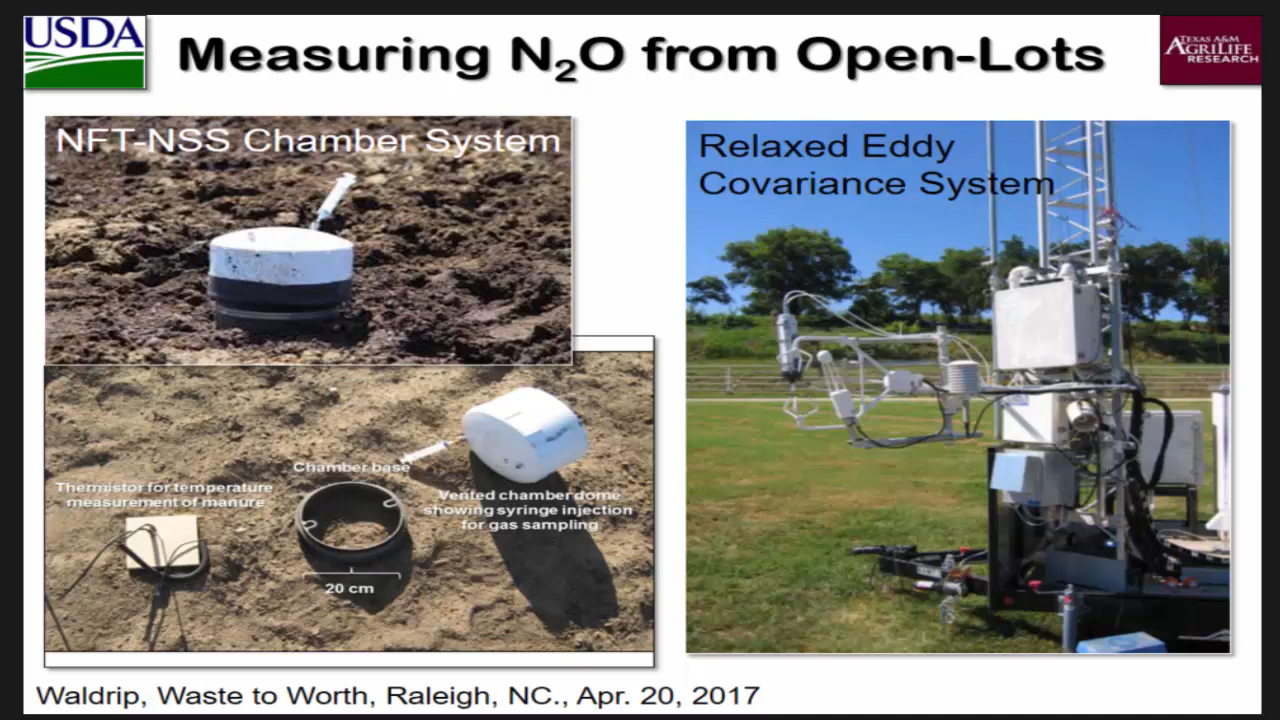 USDA
Measuring N₂O from Open-Lots
TEXAS A&M
AGRILIFE
RESEARCH
NFT-NSS Chamber System
Relaxed Eddy
Covariance System
Chamber base
Thermistor for temperature
measurement of manure
Vented chamber dome
showing syringe injection
for gas sampling
20 cm
Waldrip, Waste to Worth, Raleigh, NC., Apr. 20, 2017